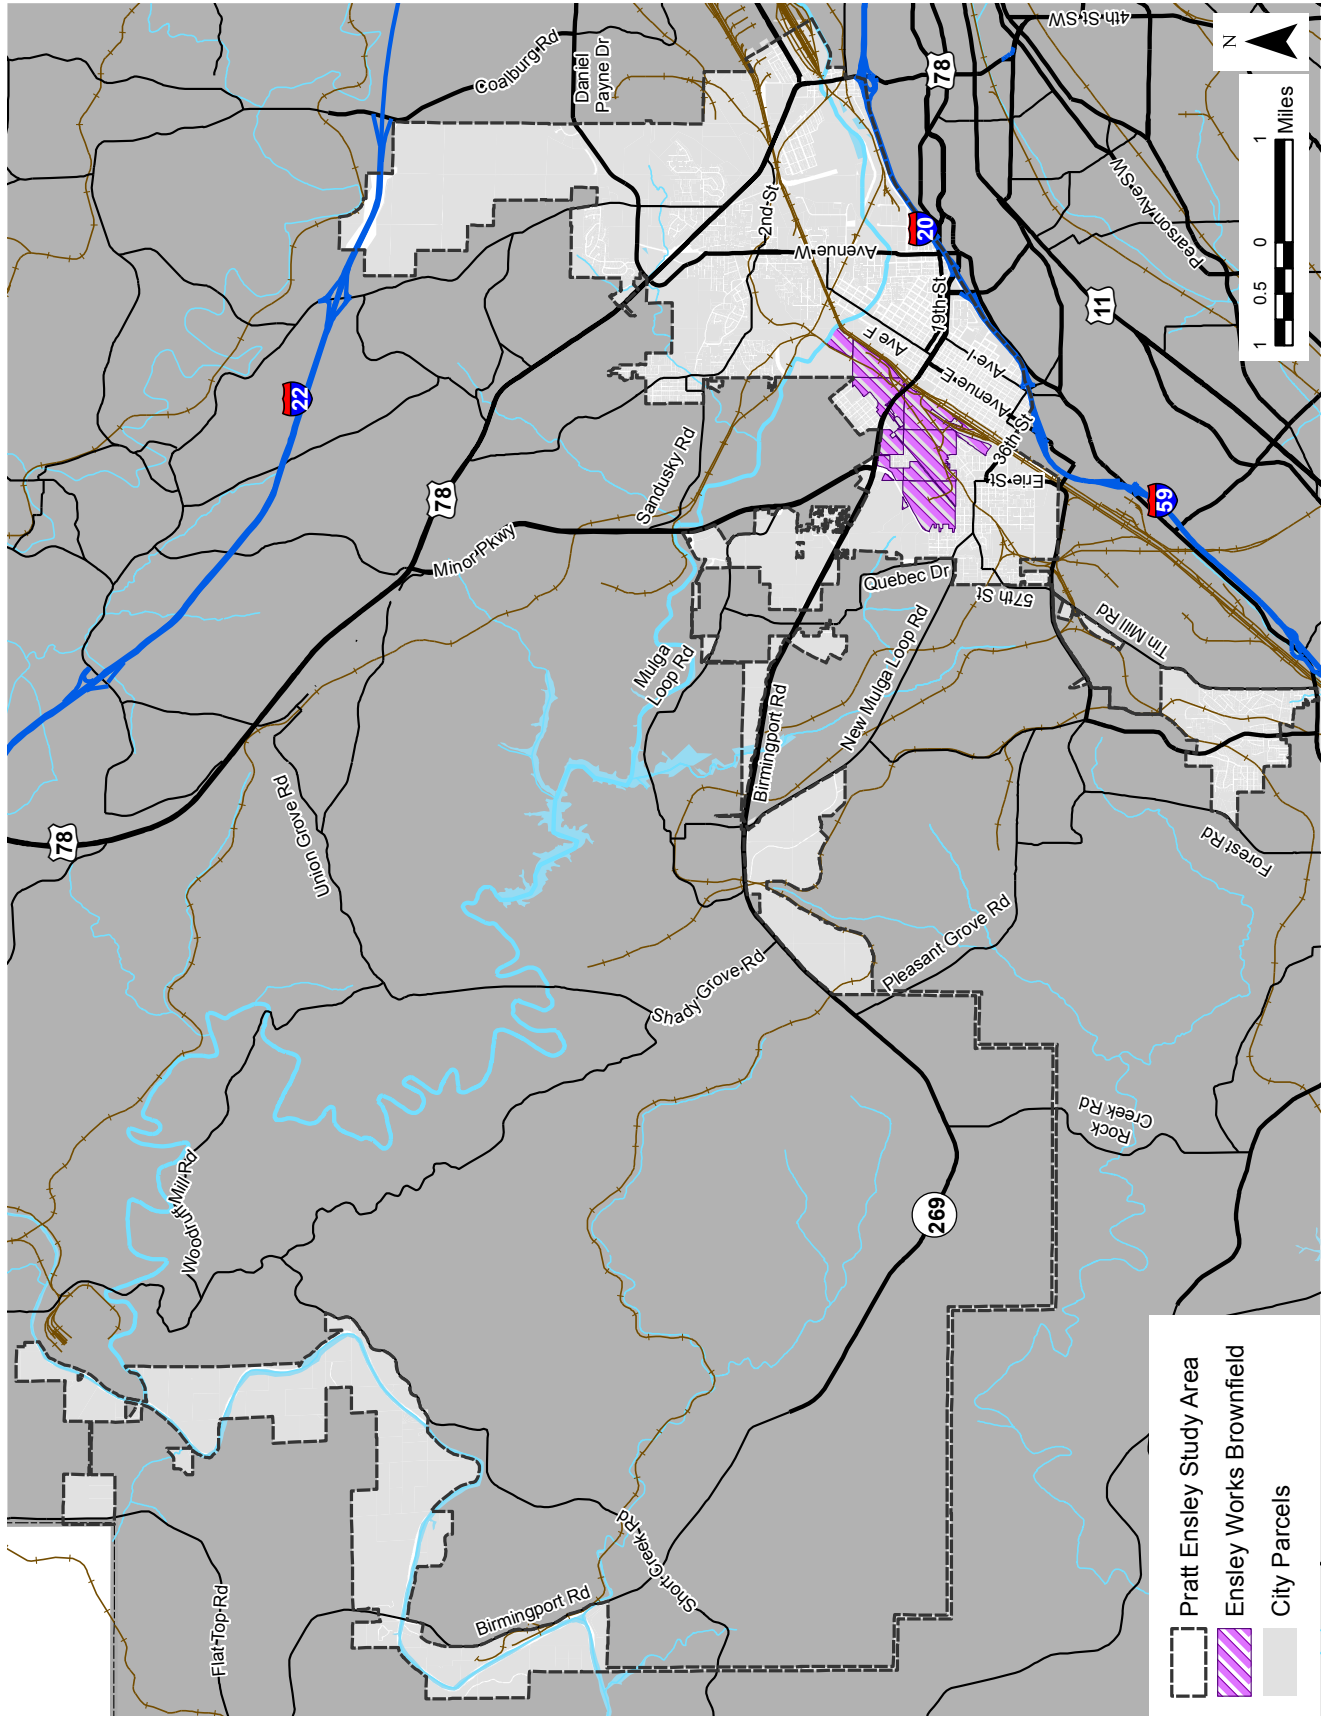 Flat Top Rd
Birmingport Rd
Short Creek Rd
Woodruff Mill Rd
269
Rock
Creek Rd
Shady Grove Rd
Pleasant Grove Rd
Union Grove Rd
78
Forest Rd
Birmingport Rd
New Mulga Loop Rd
Mulga
Loop Rd
Tin Mill Rd
57th St
Quebec Dr
Minor Pkwy
78
Sandusky Rd
Erie St
36th St
59
22
Avenue E
Ave I
Ave F
19th St
11
Avenue W
2nd St
20
Pearson Ave SW
Coalburg Rd
Daniel
Payne Dr
78
4th St SW
N
1
0.5
0
1
Miles
Pratt Ensley Study Area
Ensley Works Brownfield
City Parcels